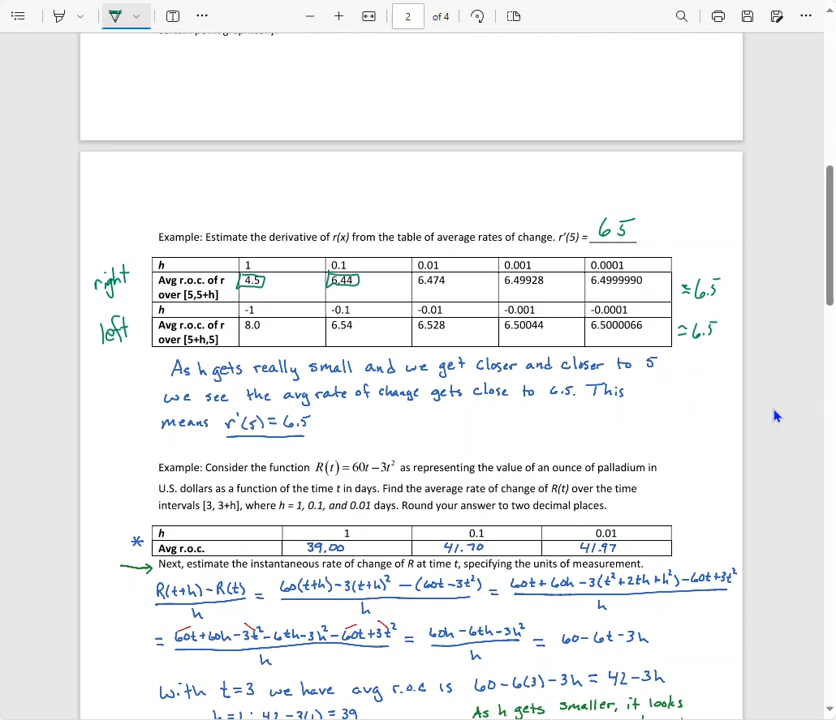 2 of 4
Example: Estimate the derivative of r(x) from the table of average rates of change. r'(5) = 6.5
h 1 0.1 0.01 0.001 0.0001
right Avg r.o.c. of r over [5,5+h] 4.5 6.44 6.474 6.49928 6.4999990 ≈ 6.5
h -1 -0.1 -0.01 -0.001 -0.0001
left Avg r.o.c. of r over [5+h,5] 8.0 6.54 6.528 6.50044 6.5000066 ≈ 6.5
As h gets really small and we get closer and closer to 5
we see the avg rate of change gets close to 6.5. This
means r'(5) = 6.5
Example: Consider the function R(t) = 60t − 3t² as representing the value of an ounce of palladium in
U.S. dollars as a function of the time t in days. Find the average rate of change of R(t) over the time
intervals [3, 3+h], where h = 1, 0.1, and 0.01 days. Round your answer to two decimal places.
h 1 0.1 0.01
* Avg r.o.c. 39.00 41.70 41.97
→ Next, estimate the instantaneous rate of change of R at time t, specifying the units of measurement.
R(t+h) − R(t) / h = 60(t+h) − 3(t+h)² − (60t − 3t²) / h = 60t + 60h − 3(t² + 2th + h²) − 60t + 3t² / h
= 60t + 60h − 3t² − 6th − 3h² − 60t + 3t² / h = 60h − 6th − 3h² / h = 60 − 6t − 3h
With t = 3 we have avg r.o.c is 60 − 6(3) − 3h = 42 − 3h
h = 1 : 42 − 3(1) = 39
As h gets smaller, it looks